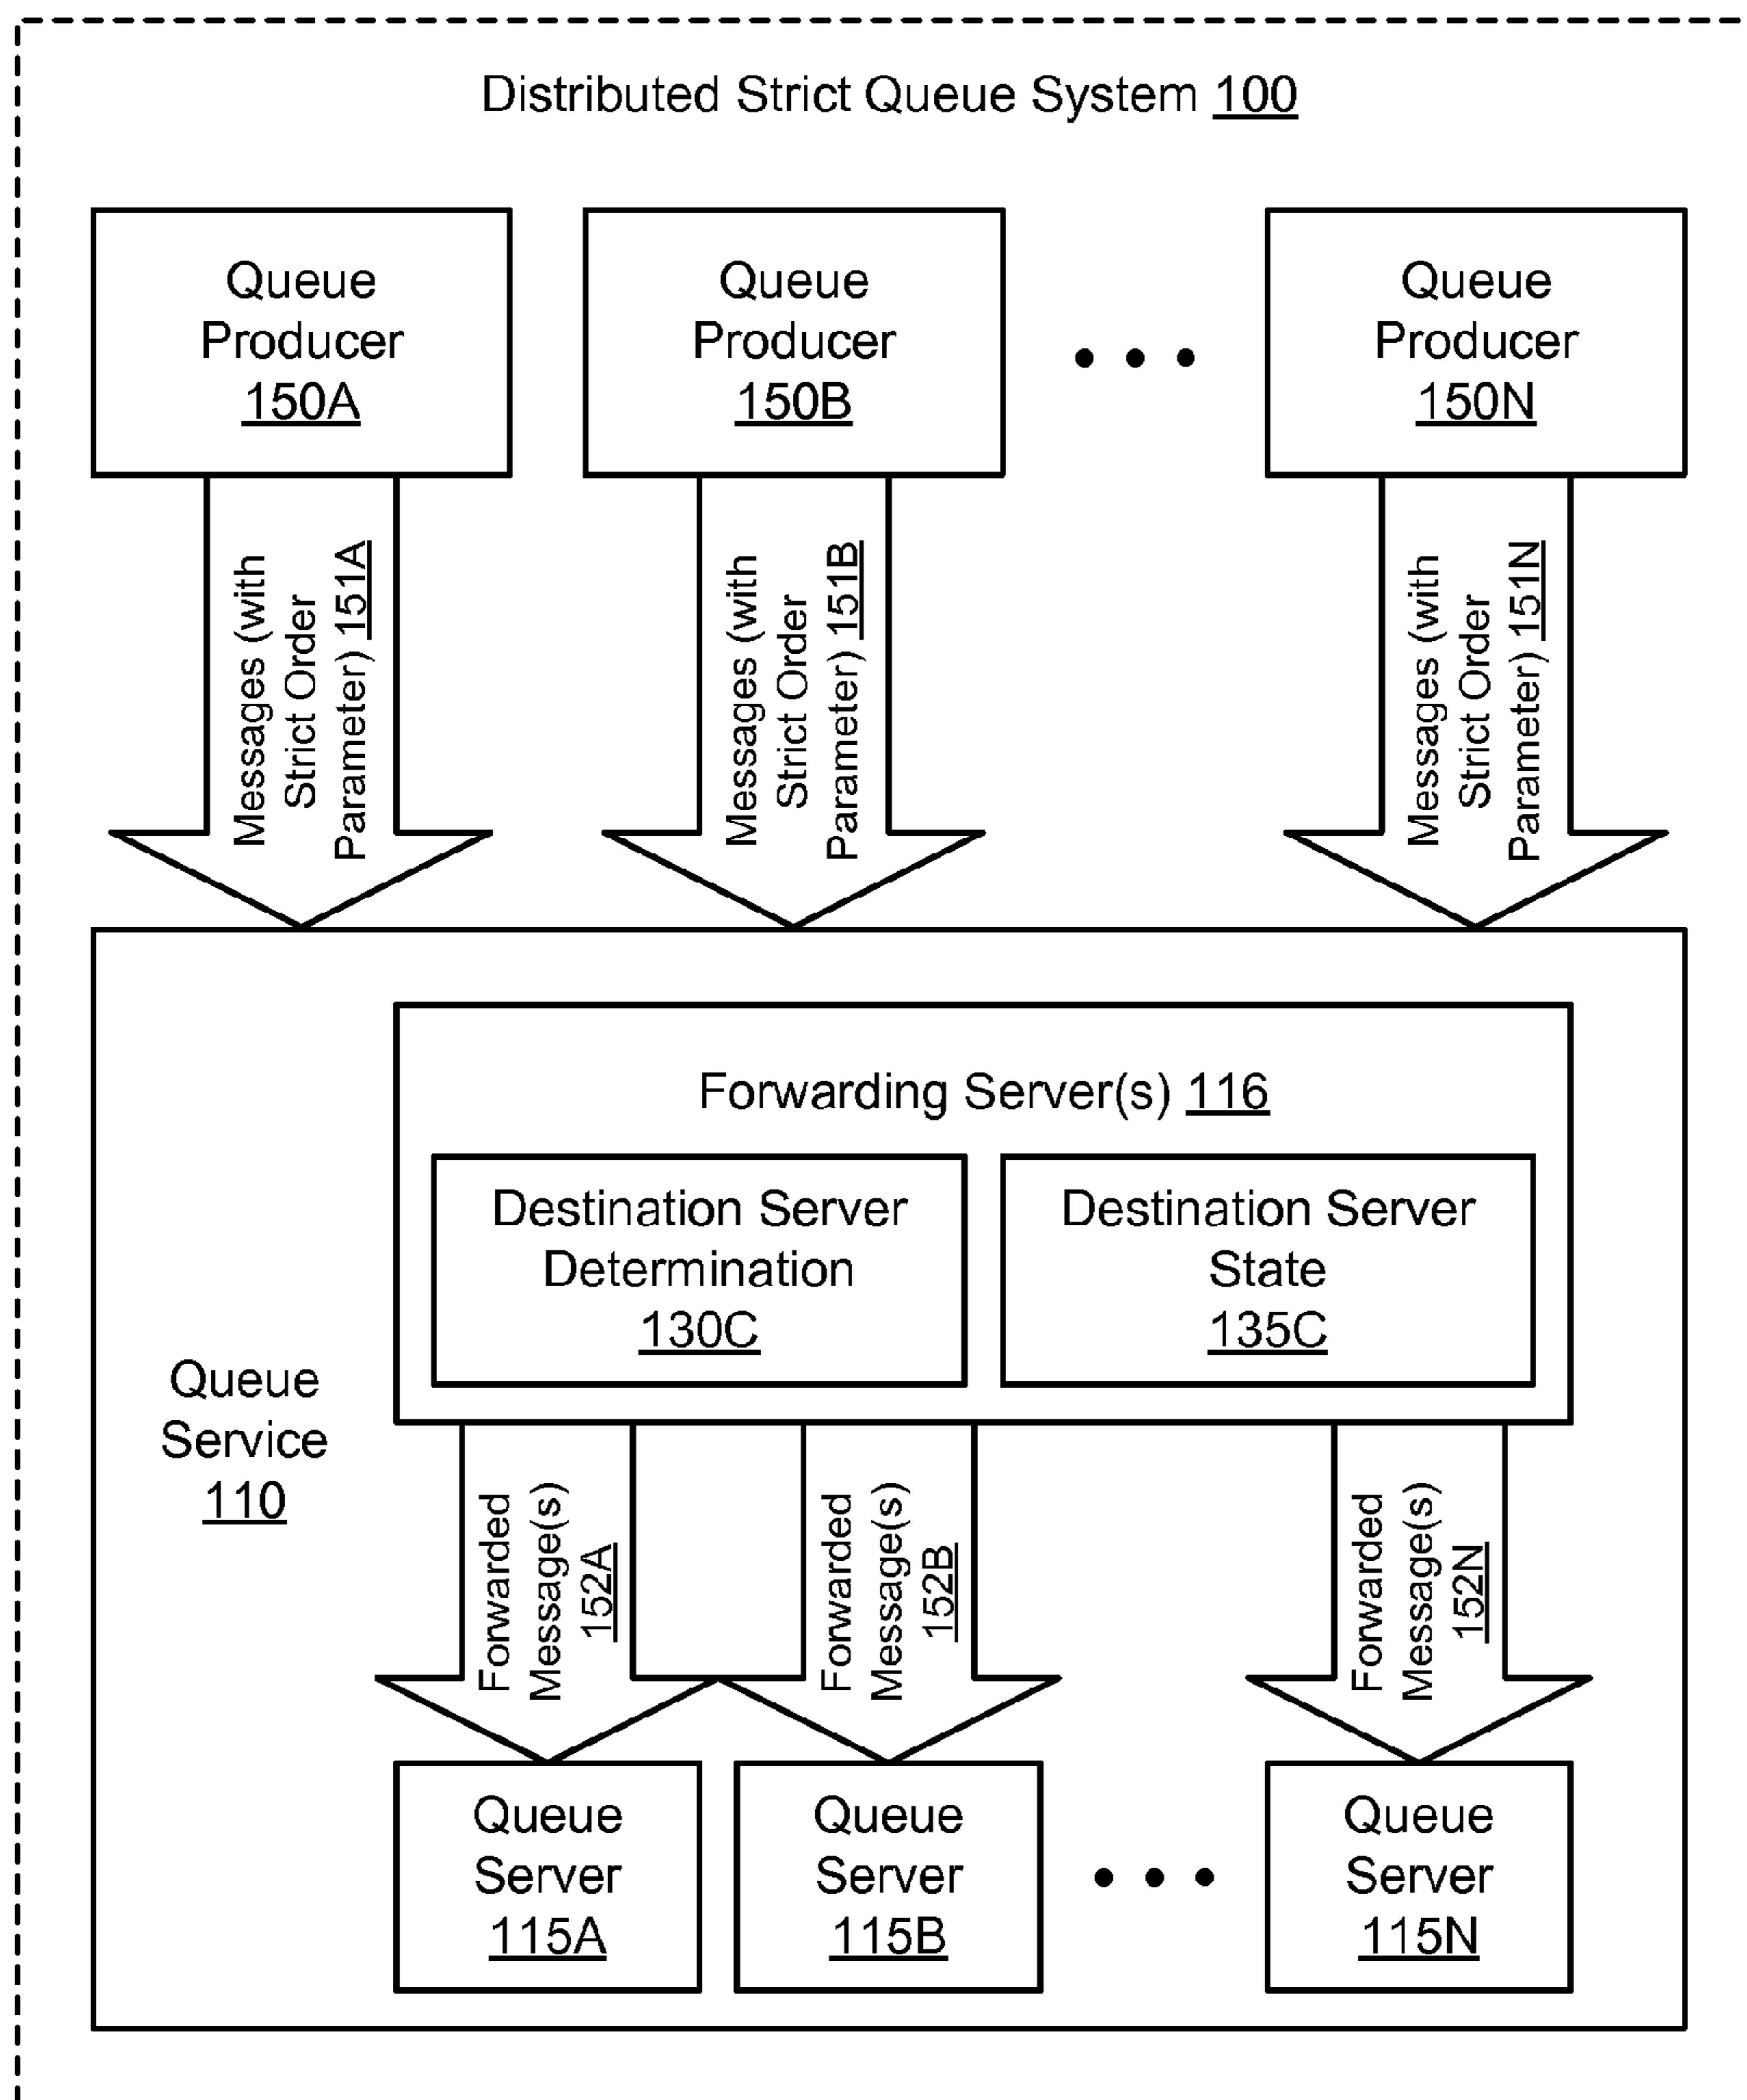 Distributed Strict Queue System 100
Queue
Producer
150A
Queue
Producer
150B
Queue
Producer
150N
Messages (with
Strict Order
Parameter) 151A
Messages (with
Strict Order
Parameter) 151B
Messages (with
Strict Order
Parameter) 151N
Forwarding Server(s) 116
Destination Server
Determination
130C
Destination Server
State
135C
Queue
Service
110
Forwarded
Message(s)
152A
Forwarded
Message(s)
152B
Forwarded
Message(s)
152N
Queue
Server
115A
Queue
Server
115B
Queue
Server
115N